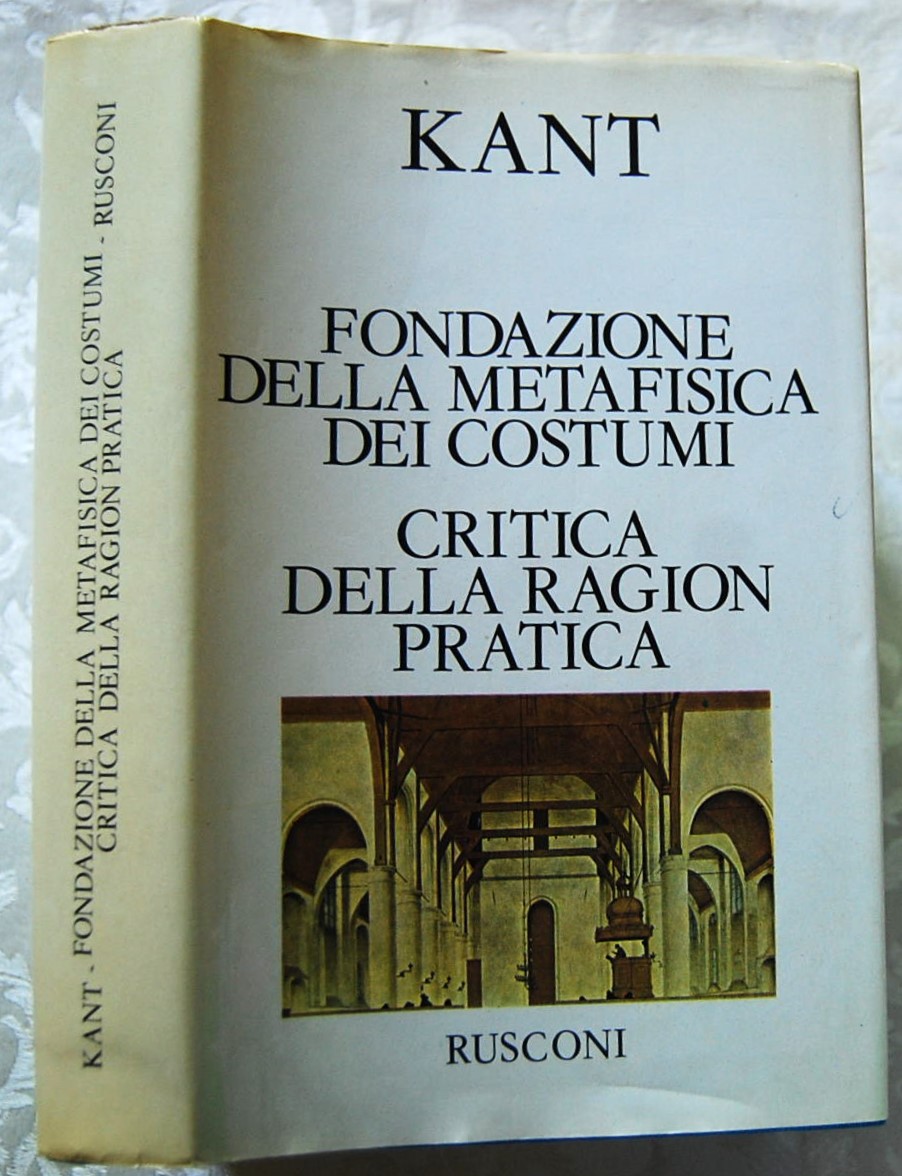 KANT - FONDAZIONE DELLA METAFISICA DEI COSTUMI - RUSCONI
CRITICA DELLA RAGION PRATICA
KANT
FONDAZIONE
DELLA METAFISICA
DEI COSTUMI
CRITICA
DELLA RAGION
PRATICA
RUSCONI